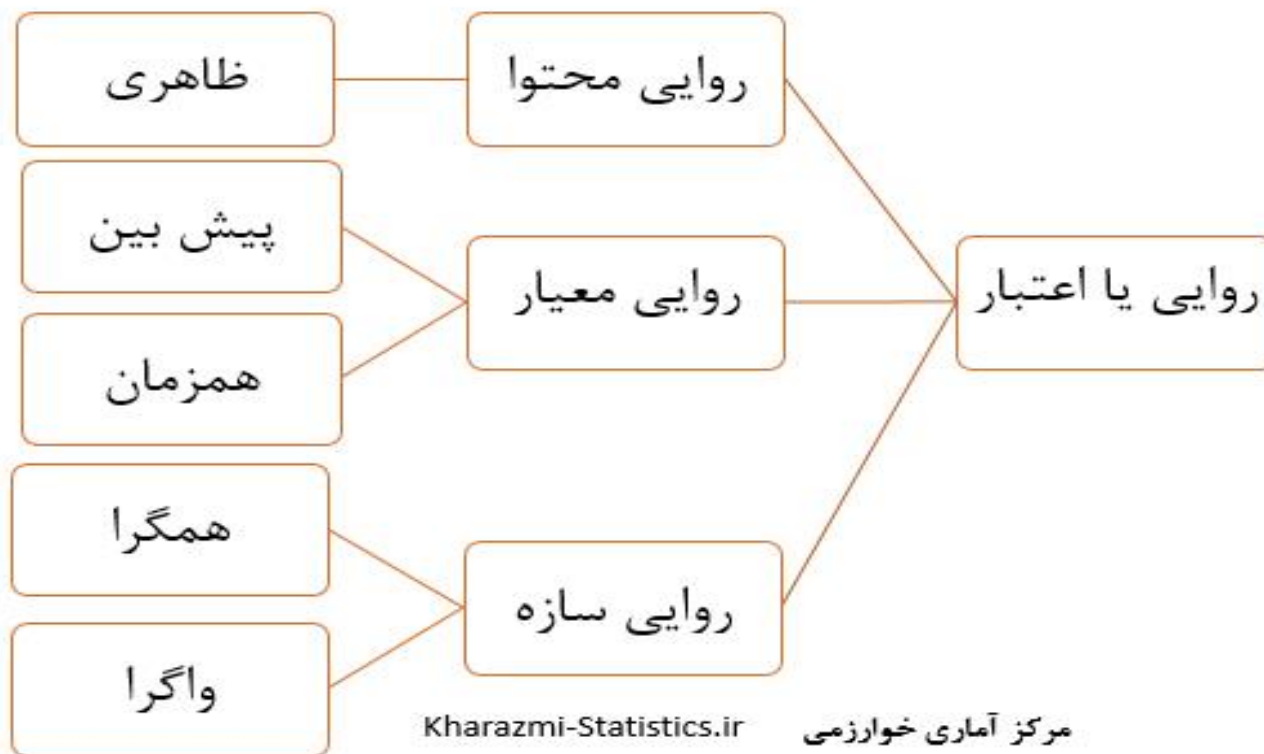 روایی یا اعتبار
روایی محتوا
ظاهری
روایی معیار
پیش بین
همزمان
روایی سازه
همگرا
واگرا
مرکز آماری خوارزمی Kharazmi-Statistics.ir